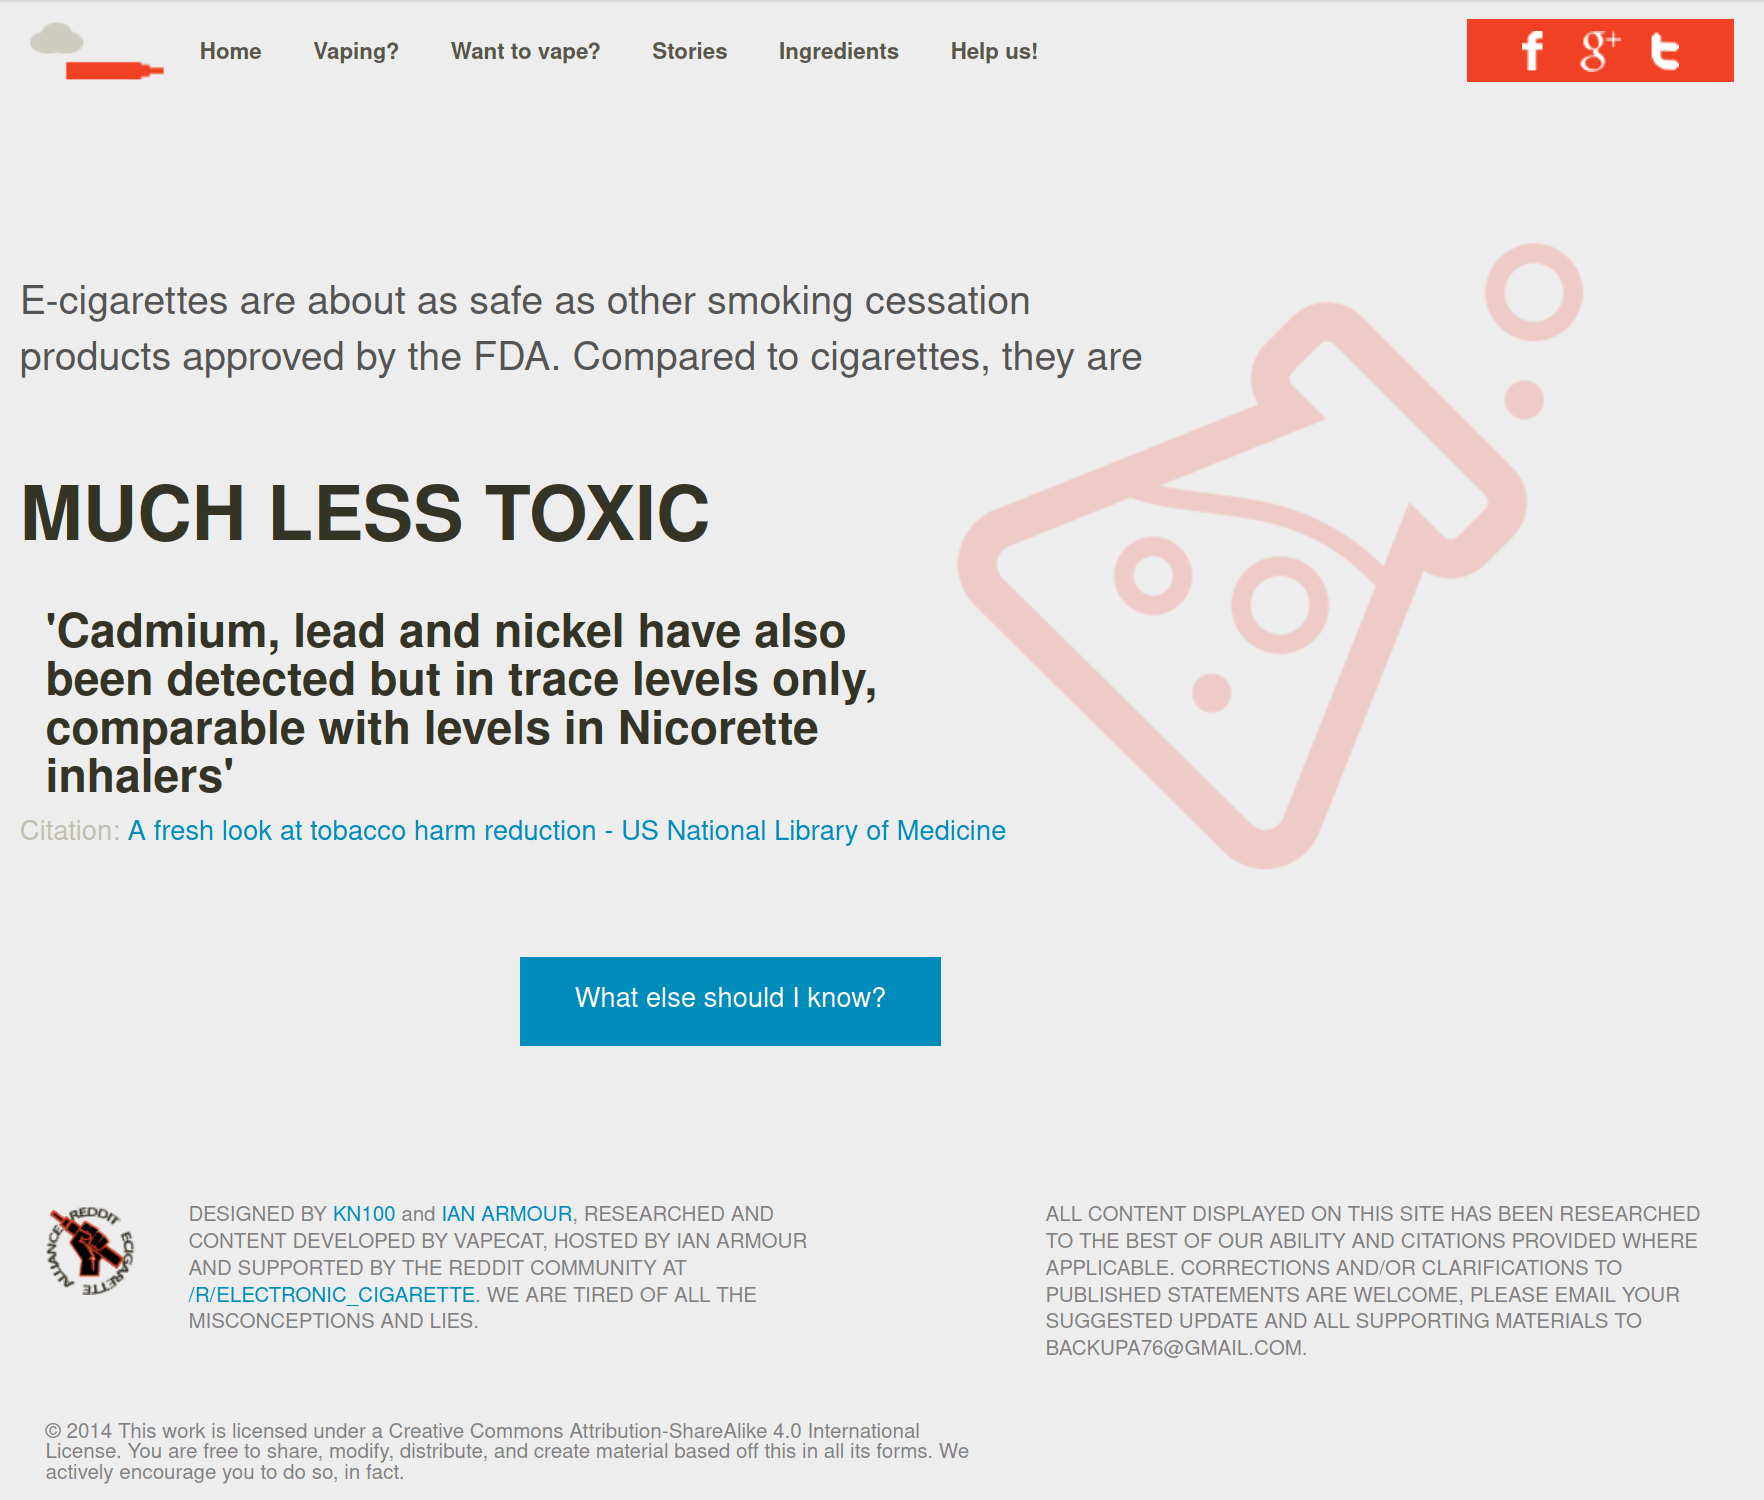 Home Vaping? Want to vape? Stories Ingredients Help us!
f g+ t
E-cigarettes are about as safe as other smoking cessation
products approved by the FDA. Compared to cigarettes, they are
MUCH LESS TOXIC
'Cadmium, lead and nickel have also
been detected but in trace levels only,
comparable with levels in Nicorette
inhalers'
Citation: A fresh look at tobacco harm reduction - US National Library of Medicine
What else should I know?
REDDIT ECIGARETTE ALLIANCE
DESIGNED BY KN100 and IAN ARMOUR, RESEARCHED AND
CONTENT DEVELOPED BY VAPECAT, HOSTED BY IAN ARMOUR
AND SUPPORTED BY THE REDDIT COMMUNITY AT
/R/ELECTRONIC_CIGARETTE. WE ARE TIRED OF ALL THE
MISCONCEPTIONS AND LIES.
ALL CONTENT DISPLAYED ON THIS SITE HAS BEEN RESEARCHED
TO THE BEST OF OUR ABILITY AND CITATIONS PROVIDED WHERE
APPLICABLE. CORRECTIONS AND/OR CLARIFICATIONS TO
PUBLISHED STATEMENTS ARE WELCOME, PLEASE EMAIL YOUR
SUGGESTED UPDATE AND ALL SUPPORTING MATERIALS TO
BACKUPA76@GMAIL.COM.
© 2014 This work is licensed under a Creative Commons Attribution-ShareAlike 4.0 International
License. You are free to share, modify, distribute, and create material based off this in all its forms. We
actively encourage you to do so, in fact.